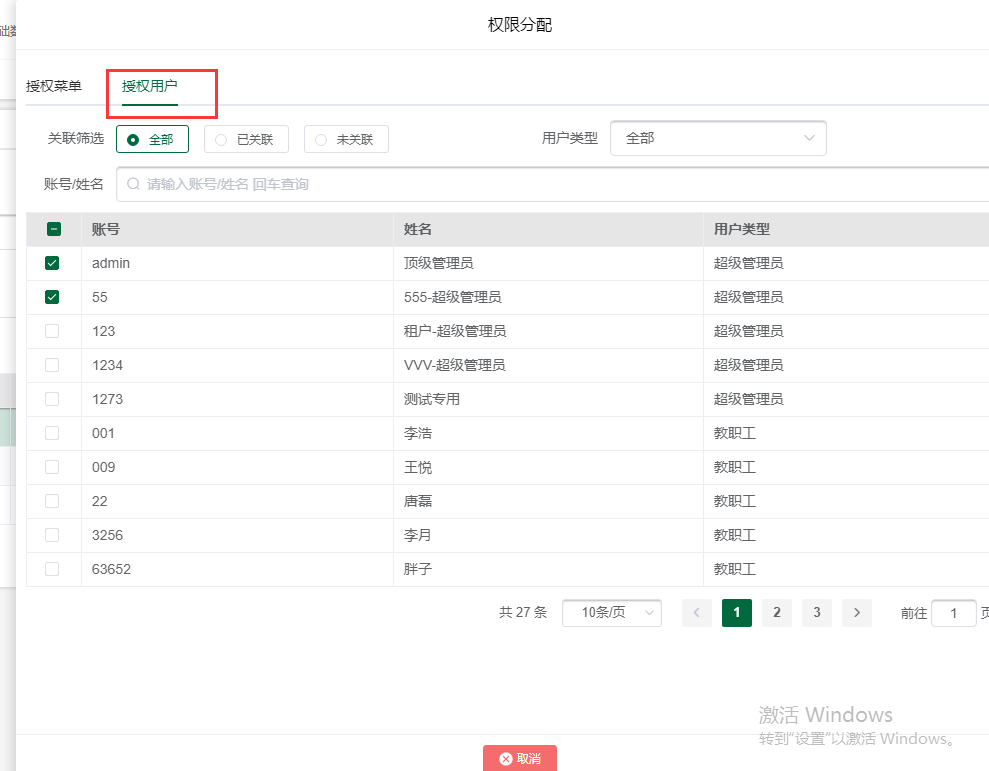 权限分配
础数
授权菜单 授权用户
关联筛选 全部 已关联 未关联 用户类型 全部
账号/姓名 请输入账号/姓名 回车查询
账号 姓名 用户类型
admin 顶级管理员 超级管理员
55 555-超级管理员 超级管理员
123 租户-超级管理员 超级管理员
1234 VVV-超级管理员 超级管理员
1273 测试专用 超级管理员
001 李浩 教职工
009 王悦 教职工
22 唐磊 教职工
3256 李月 教职工
63652 胖子 教职工
共 27 条 10条/页 1 2 3 前往 1 页
激活 Windows
转到“设置”以激活 Windows。
取消